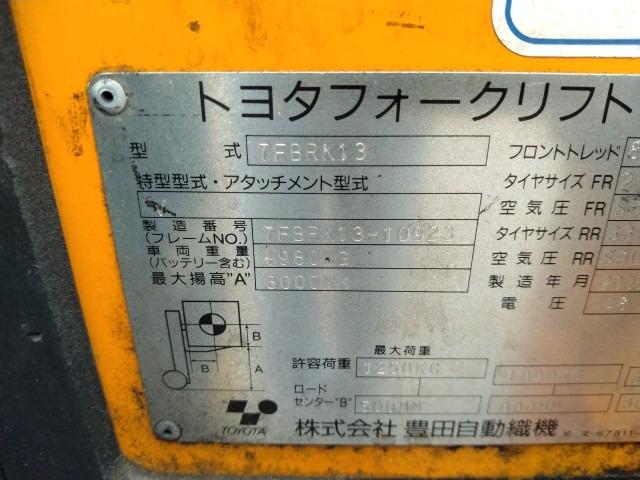 トヨタフォークリフト
型 式 7FBRK13 フロントトレッド
特型型式・アタッチメント型式 タイヤサイズ FR
空気圧 FR
製造番号 (フレームNO.) 7FBRK13-10923 タイヤサイズ RR
車両重量 (バッテリー含む) 空気圧 RR
最大揚高"A" 3000MM 製造年月
電圧
最大荷重
許容荷重 1250KG 1000KG
ロードセンター"B" 500MM 600MM
B
B A
TOYOTA 株式会社 豊田自動織機